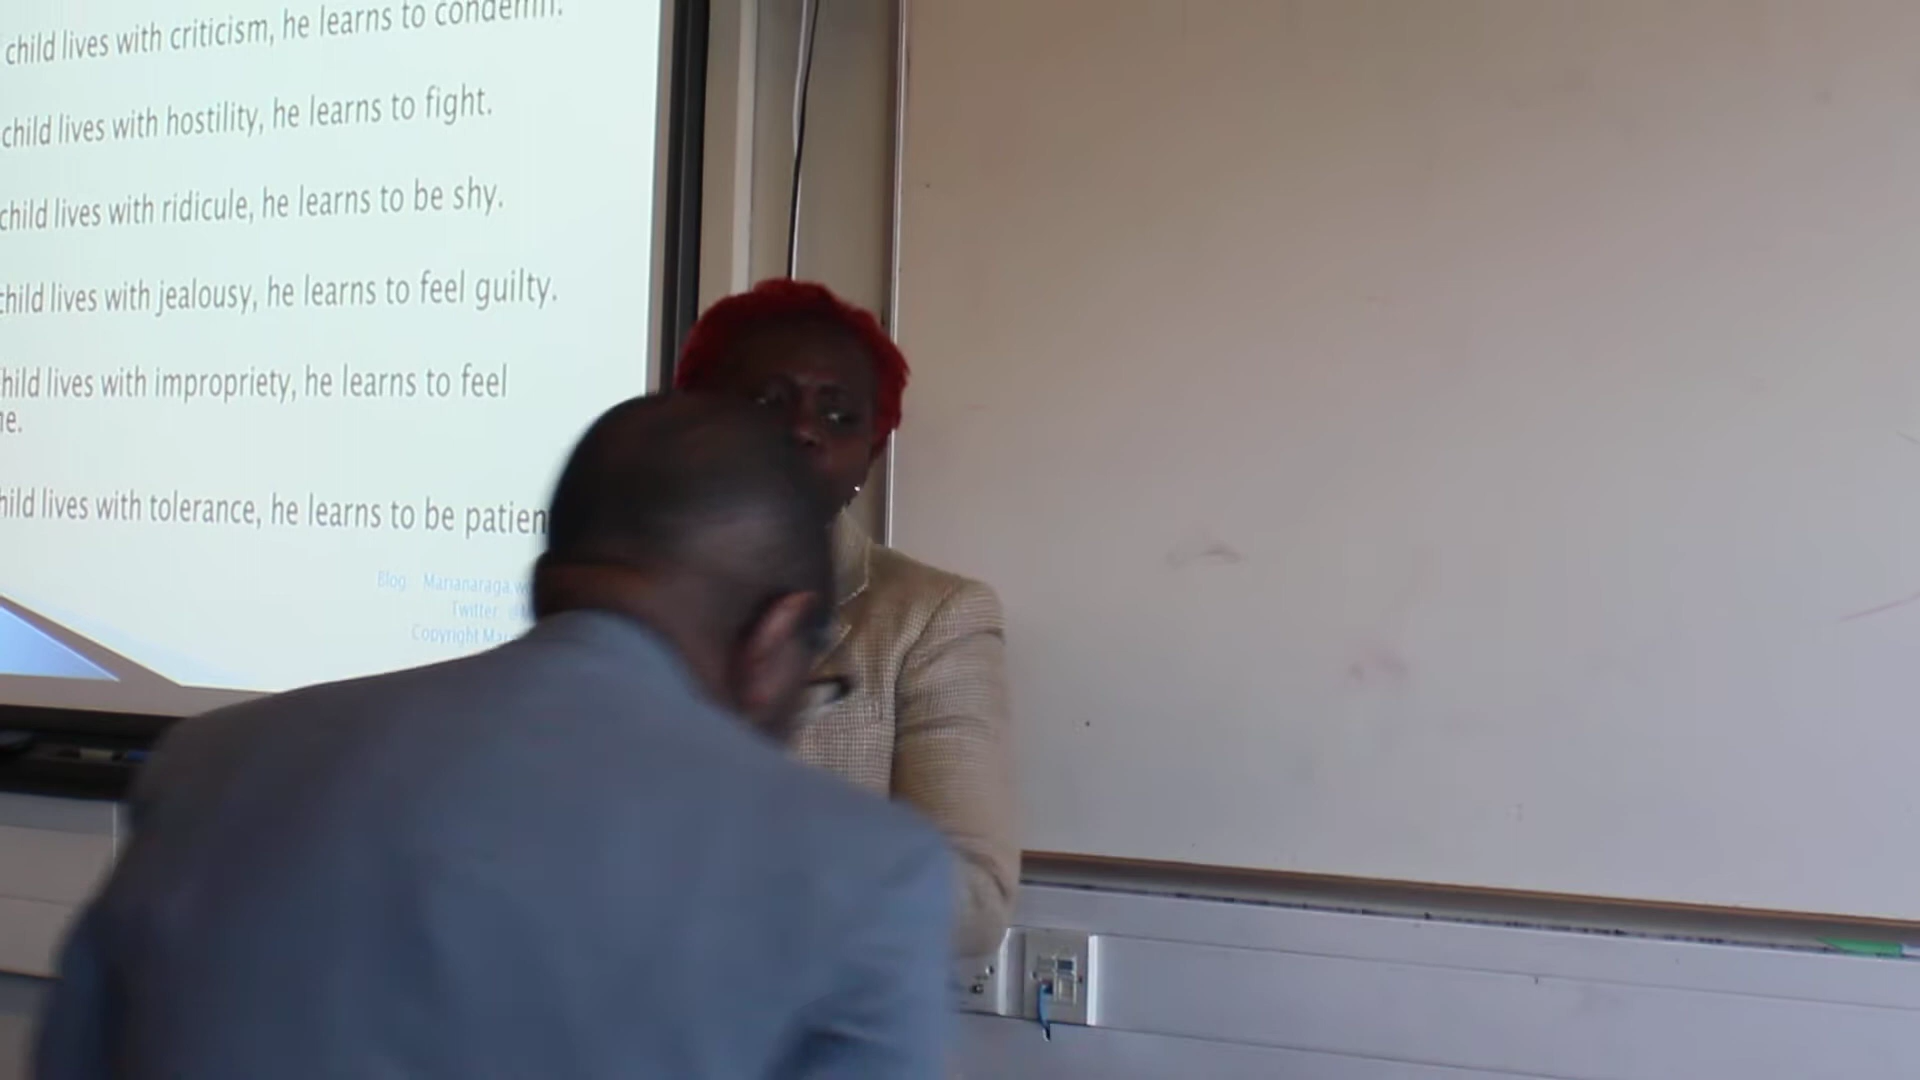 child lives with criticism, he learns to condemn.
child lives with hostility, he learns to fight.
child lives with ridicule, he learns to be shy.
child lives with jealousy, he learns to feel guilty.
hild lives with impropriety, he learns to feel
e.
hild lives with tolerance, he learns to be patien
Blog
Twitter
Copyright